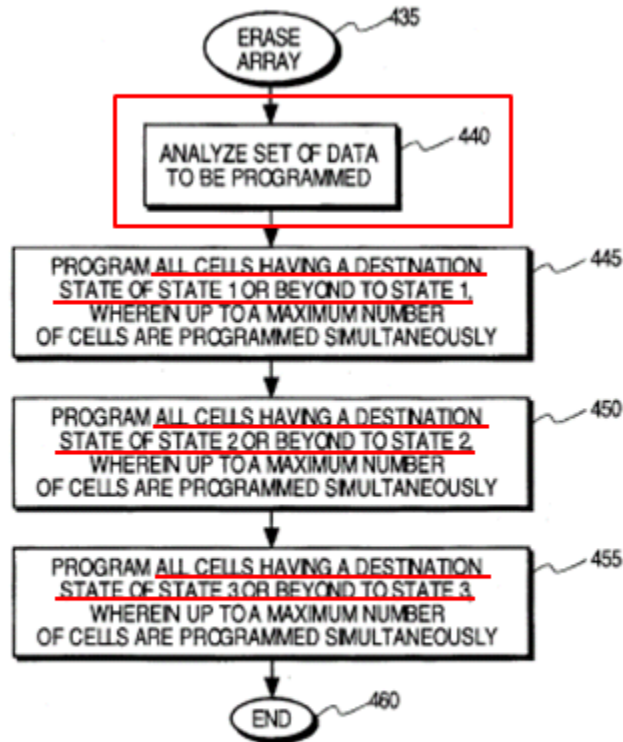 ERASE
ARRAY
435
ANALYZE SET OF DATA
TO BE PROGRAMMED
440
PROGRAM ALL CELLS HAVING A DESTINATION
STATE OF STATE 1 OR BEYOND TO STATE 1,
WHEREIN UP TO A MAXIMUM NUMBER
OF CELLS ARE PROGRAMMED SIMULTANEOUSLY
445
PROGRAM ALL CELLS HAVING A DESTINATION
STATE OF STATE 2 OR BEYOND TO STATE 2,
WHEREIN UP TO A MAXIMUM NUMBER
OF CELLS ARE PROGRAMMED SIMULTANEOUSLY
450
PROGRAM ALL CELLS HAVING A DESTINATION
STATE OF STATE 3 OR BEYOND TO STATE 3,
WHEREIN UP TO A MAXIMUM NUMBER
OF CELLS ARE PROGRAMMED SIMULTANEOUSLY
455
END
460